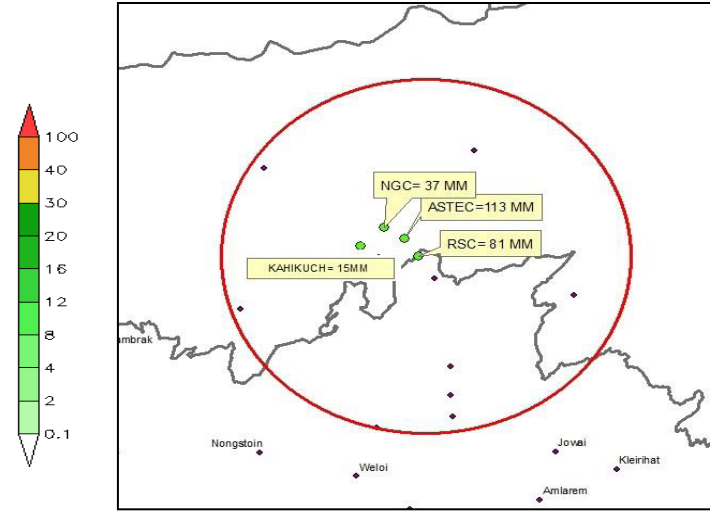 100
40
30
20
16
12
8
4
2
0.1
NGC= 37 MM
ASTEC=113 MM
RSC= 81 MM
KAHIKUCH= 15MM
ambrak
Nongstoin
Weloi
Jowai
Kleirihat
Amlarem